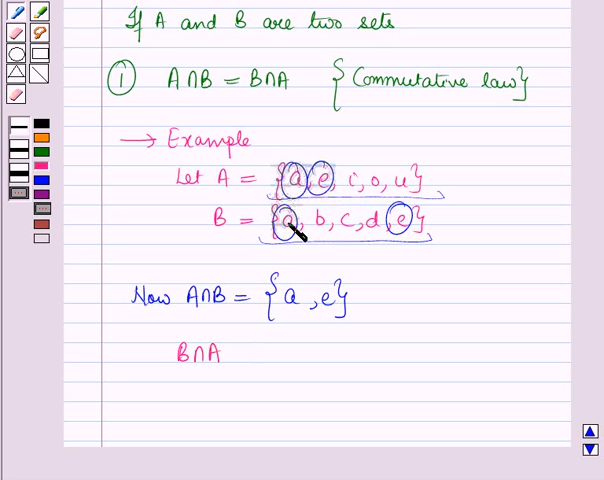 If A and B are two sets
① A∩B = B∩A {Commutative law}
→ Example
Let A = {a, e, i, o, u}
B = {a, b, c, d, e}
Now A∩B = {a, e}
B∩A